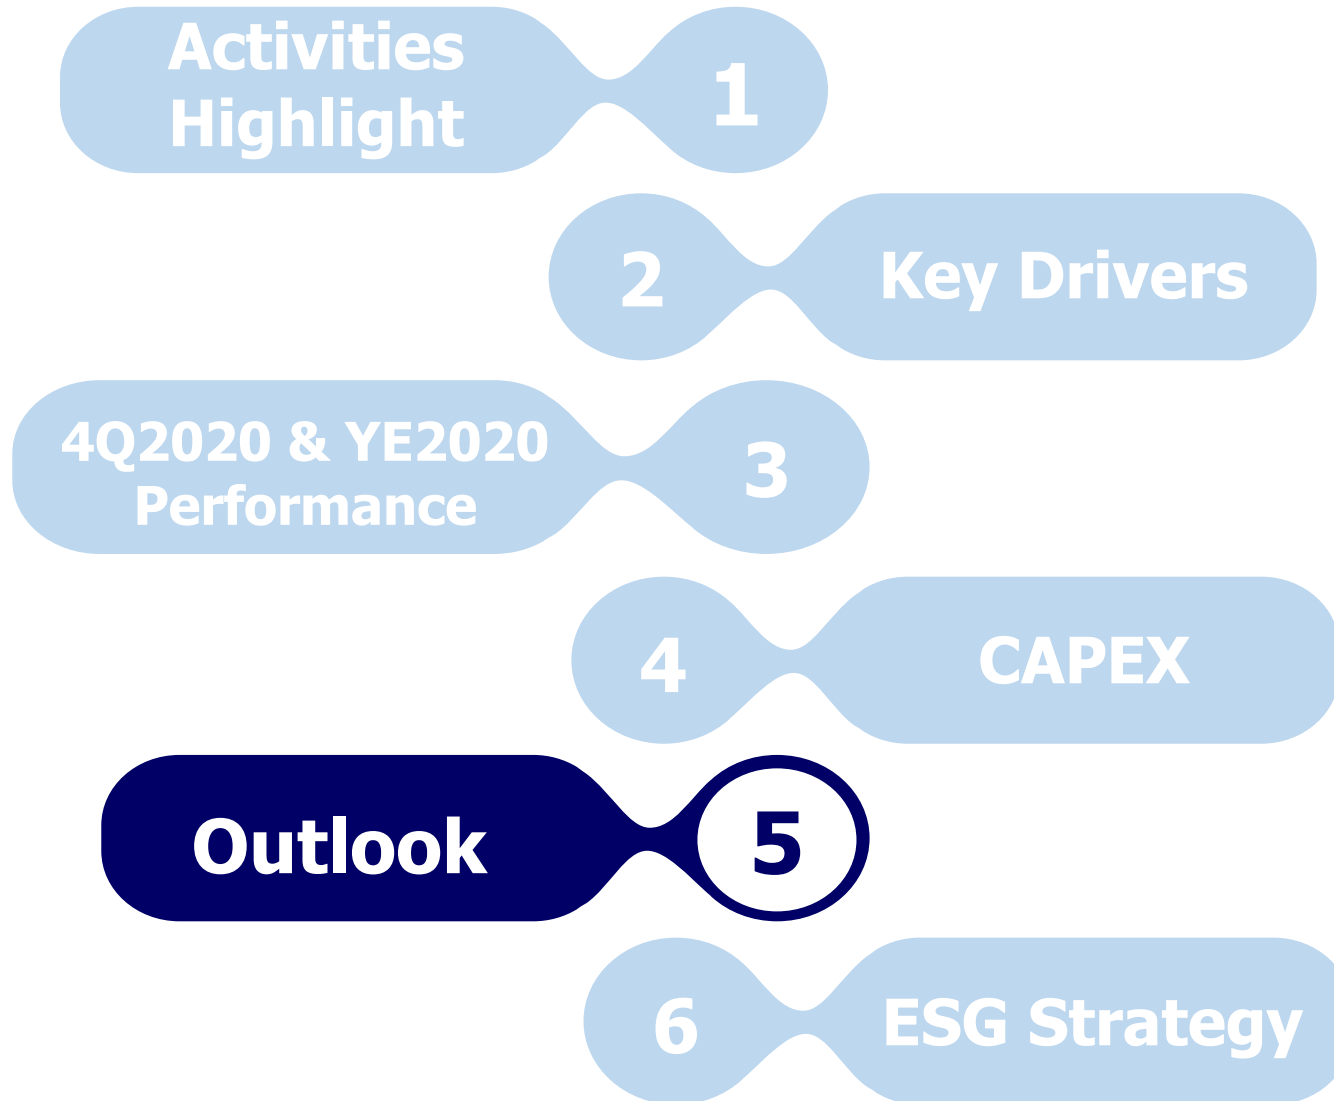 Activities
Highlight
1
2
Key Drivers
4Q2020 & YE2020
Performance
3
4
CAPEX
Outlook
5
6
ESG Strategy